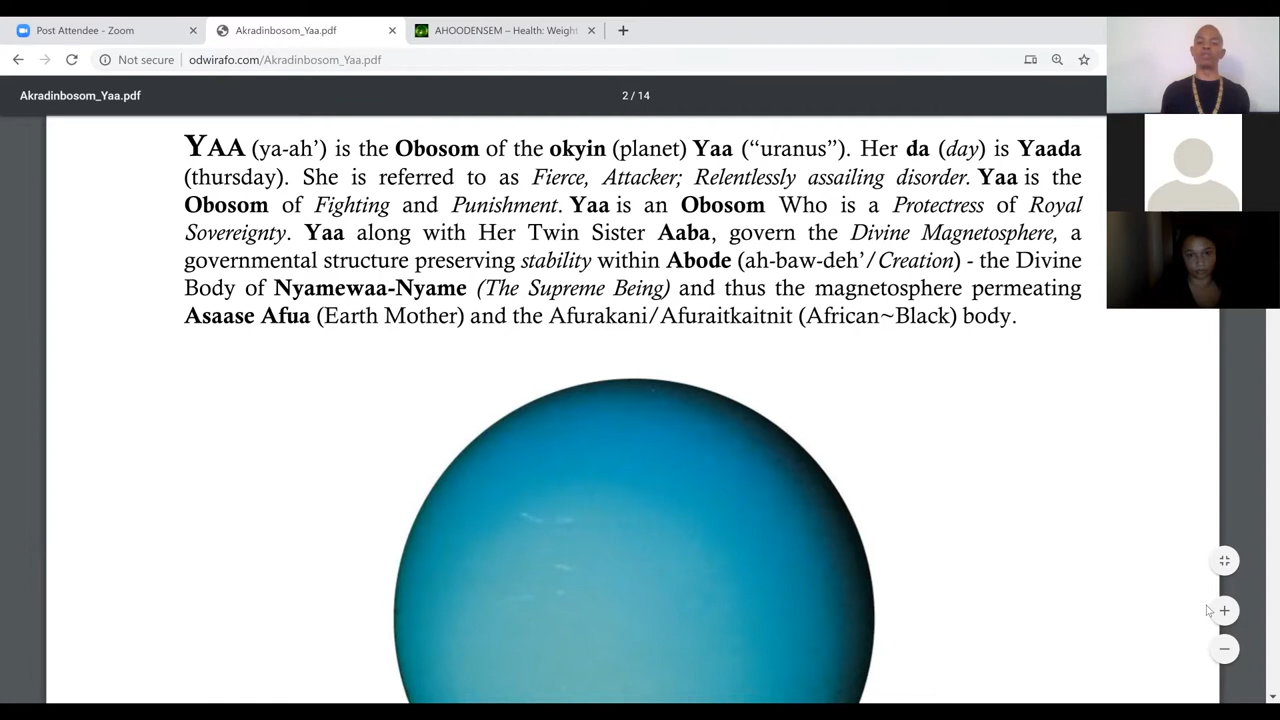 Post Attendee - Zoom
Akradinbosom_Yaa.pdf
AHOODENSEM – Health: Weight
Not secure
odwirafo.com/Akradinbosom_Yaa.pdf
Akradinbosom_Yaa.pdf
2 / 14
YAA (ya-ah’) is the Obosom of the okyin (planet) Yaa (“uranus”). Her da (day) is Yaada
(thursday). She is referred to as Fierce, Attacker; Relentlessly assailing disorder. Yaa is the
Obosom of Fighting and Punishment. Yaa is an Obosom Who is a Protectress of Royal
Sovereignty. Yaa along with Her Twin Sister Aaba, govern the Divine Magnetosphere, a
governmental structure preserving stability within Abode (ah-baw-deh’/Creation) - the Divine
Body of Nyamewaa-Nyame (The Supreme Being) and thus the magnetosphere permeating
Asaase Afua (Earth Mother) and the Afurakani/Afuraitkaitnit (African~Black) body.